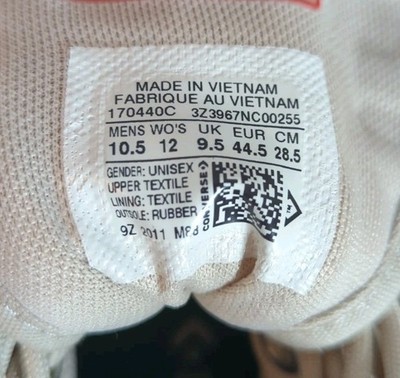 MADE IN VIETNAM
FABRIQUE AU VIETNAM
170440C 3Z3967NC00255
MENS WO'S UK EUR CM
10.5 12 9.5 44.5 28.5
GENDER: UNISEX
UPPER TEXTILE
LINING: TEXTILE
OUTSOLE: RUBBER
9Z 2011
CONVERSE